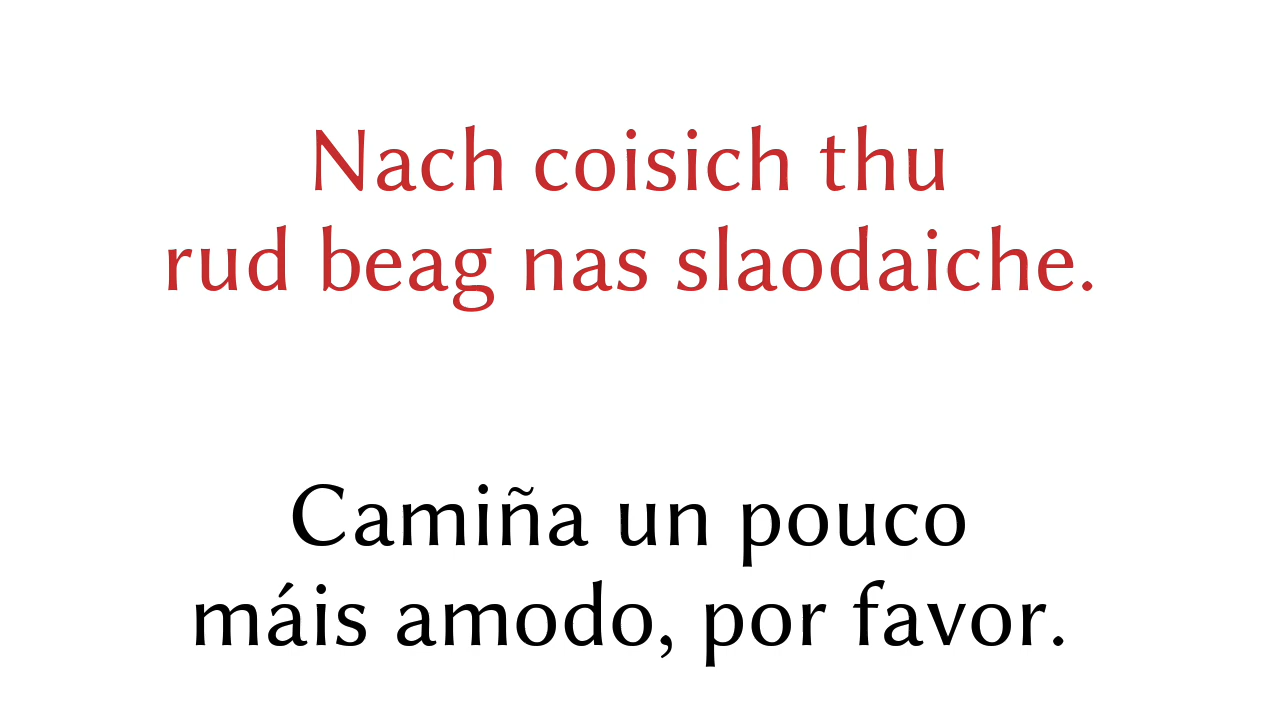 Nach coisich thu
rud beag nas slaodaiche.
Camiña un pouco
máis amodo, por favor.